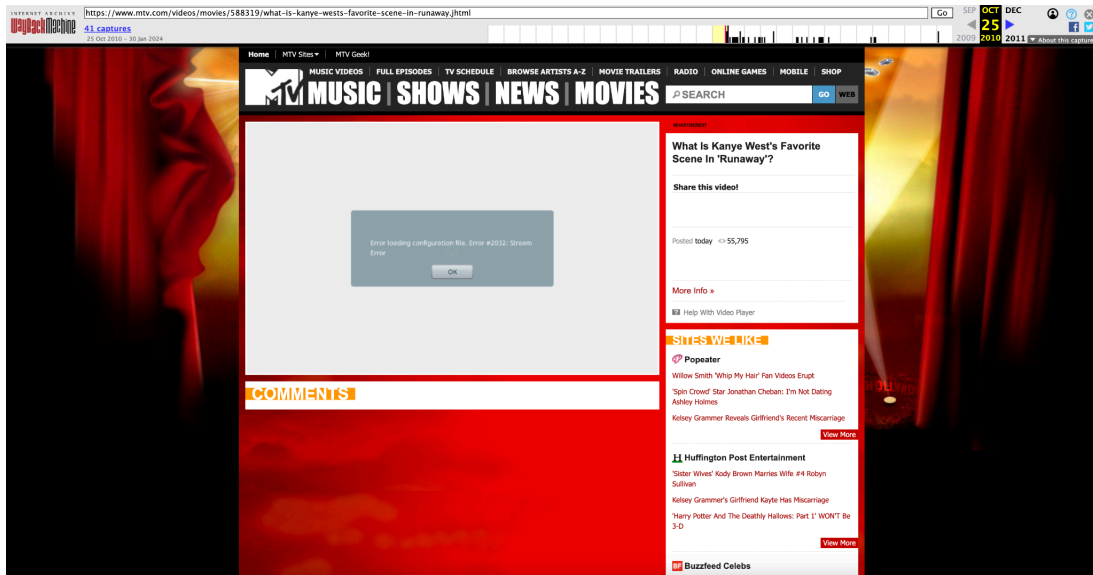 INTERNET ARCHIVE
WayBackMachine
https://www.mtv.com/videos/movies/588319/what-is-kanye-wests-favorite-scene-in-runaway.jhtml
Go
41 captures
25 Oct 2010 – 30 Jan 2024
SEP OCT DEC
25
2009 2010 2011
▼ About this capture
Home MTV Sites▾ MTV Geek!
MUSIC VIDEOS FULL EPISODES TV SCHEDULE BROWSE ARTISTS A-Z MOVIE TRAILERS RADIO ONLINE GAMES MOBILE SHOP
MTV MUSIC | SHOWS | NEWS | MOVIES
SEARCH GO WEB
Error loading configuration file. Error #2032: Stream
Error
OK
COMMENTS
What Is Kanye West's Favorite
Scene In 'Runaway'?
Share this video!
Posted today 55,795
More Info »
? Help With Video Player
SITES WE LIKE
Popeater
Willow Smith 'Whip My Hair' Fan Videos Erupt
'Spin Crowd' Star Jonathan Cheban: I'm Not Dating
Ashley Holmes
Kelsey Grammer Reveals Girlfriend's Recent Miscarriage
View More
H Huffington Post Entertainment
'Sister Wives' Kody Brown Marries Wife #4 Robyn
Sullivan
Kelsey Grammer's Girlfriend Kayte Has Miscarriage
'Harry Potter And The Deathly Hallows: Part 1' WON'T Be
3-D
View More
BF Buzzfeed Celebs